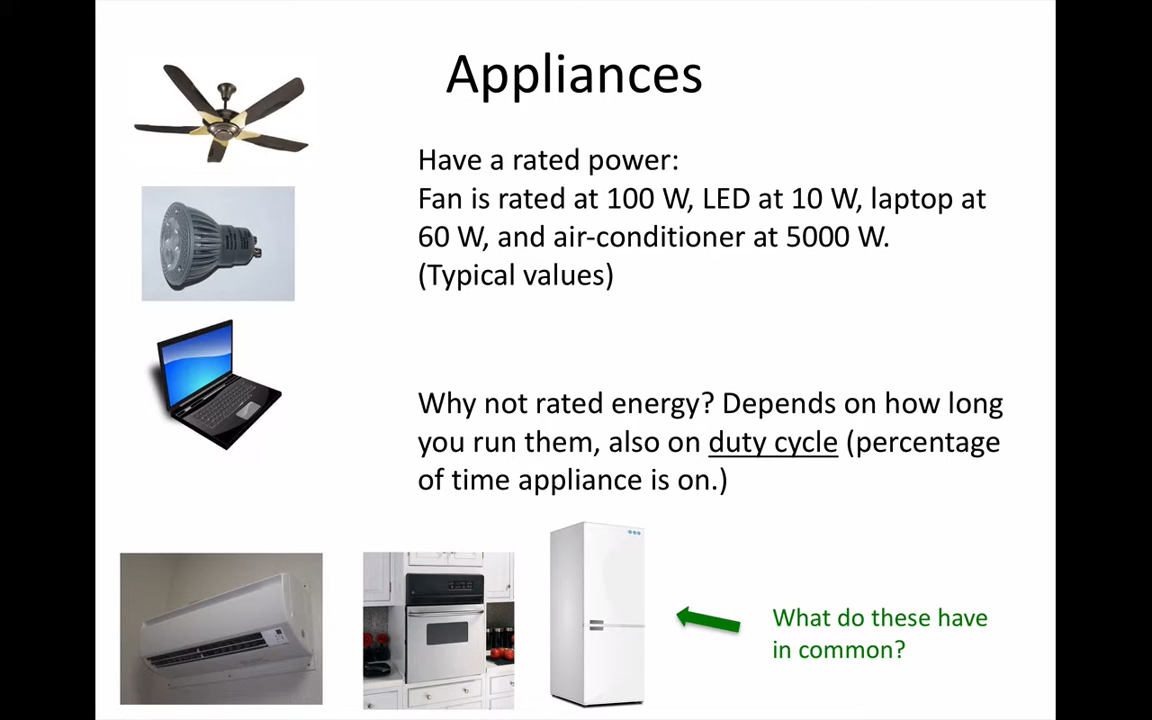 Appliances
Have a rated power:
Fan is rated at 100 W, LED at 10 W, laptop at
60 W, and air-conditioner at 5000 W.
(Typical values)
Why not rated energy? Depends on how long
you run them, also on duty cycle (percentage
of time appliance is on.)
What do these have
in common?